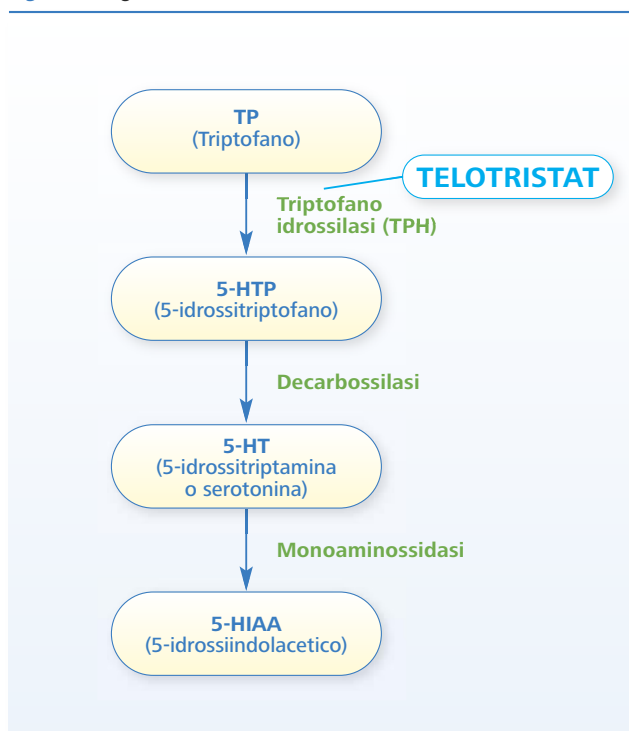 TP
(Triptofano)
TELOTRISTAT
Triptofano
idrossilasi (TPH)
5-HTP
(5-idrossitriptofano)
Decarbossilasi
5-HT
(5-idrossitriptamina
o serotonina)
Monoaminossidasi
5-HIAA
(5-idrossiindolacetico)